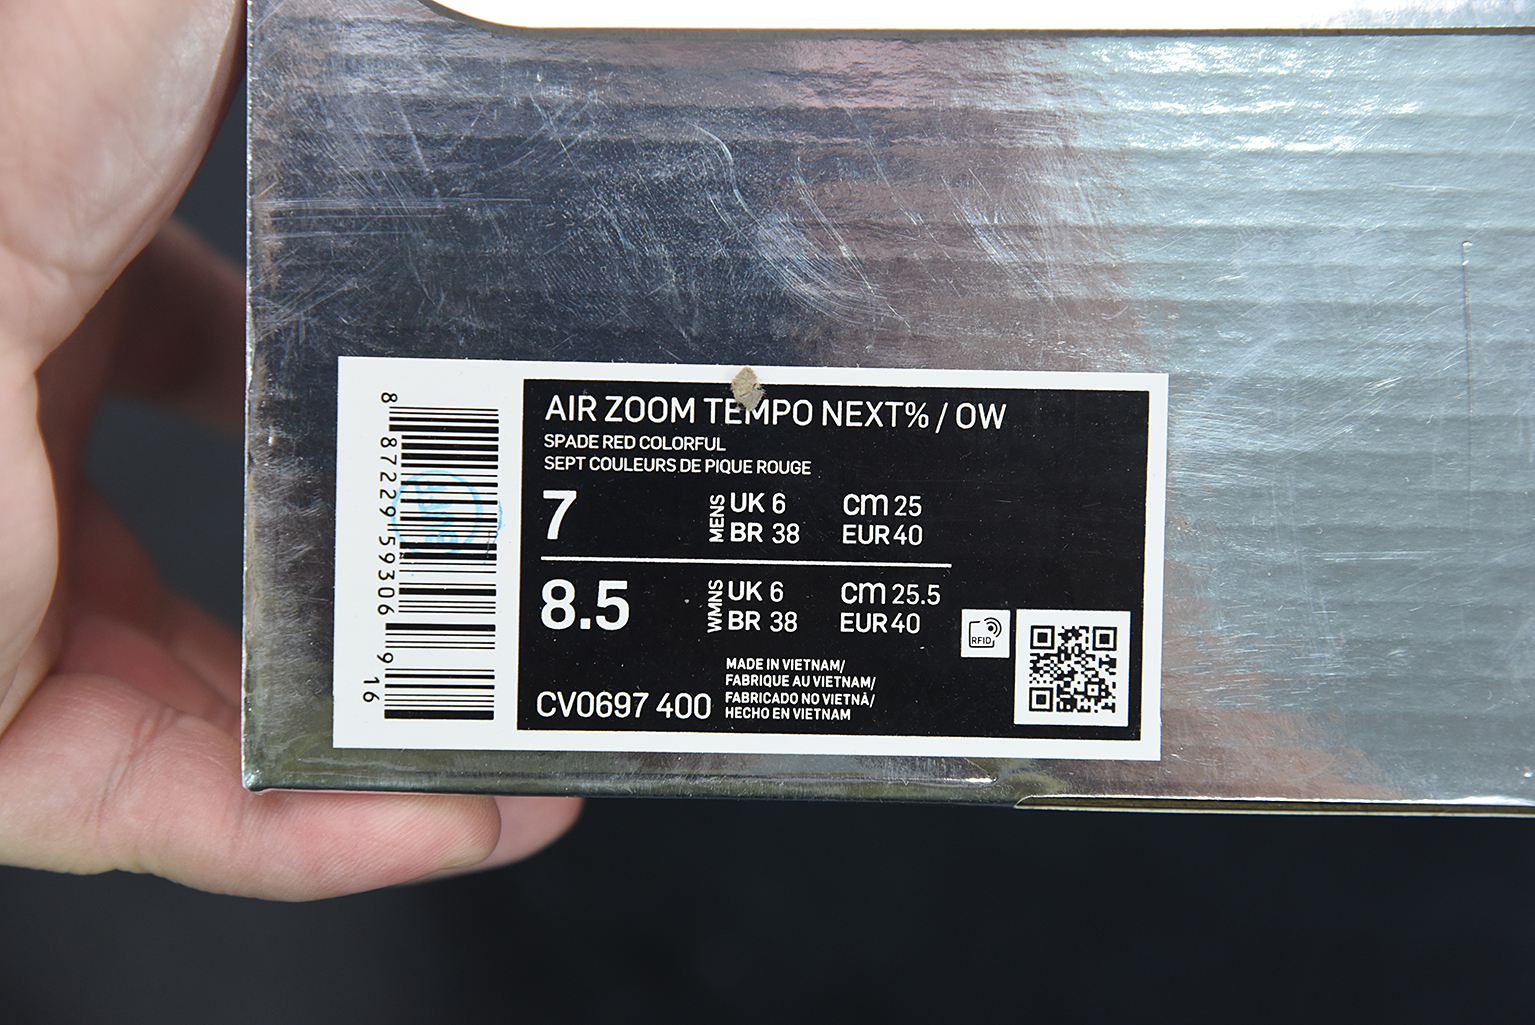 8 87229 59306 9 16
AIR ZOOM TEMPO NEXT% / OW
SPADE RED COLORFUL
SEPT COULEURS DE PIQUE ROUGE
7
MENS
UK 6
cm 25
BR 38
EUR 40
8.5
WMNS
UK 6
cm 25.5
BR 38
EUR 40
RFID
CV0697 400
MADE IN VIETNAM/
FABRIQUE AU VIETNAM/
FABRICADO NO VIETNÃ/
HECHO EN VIETNAM